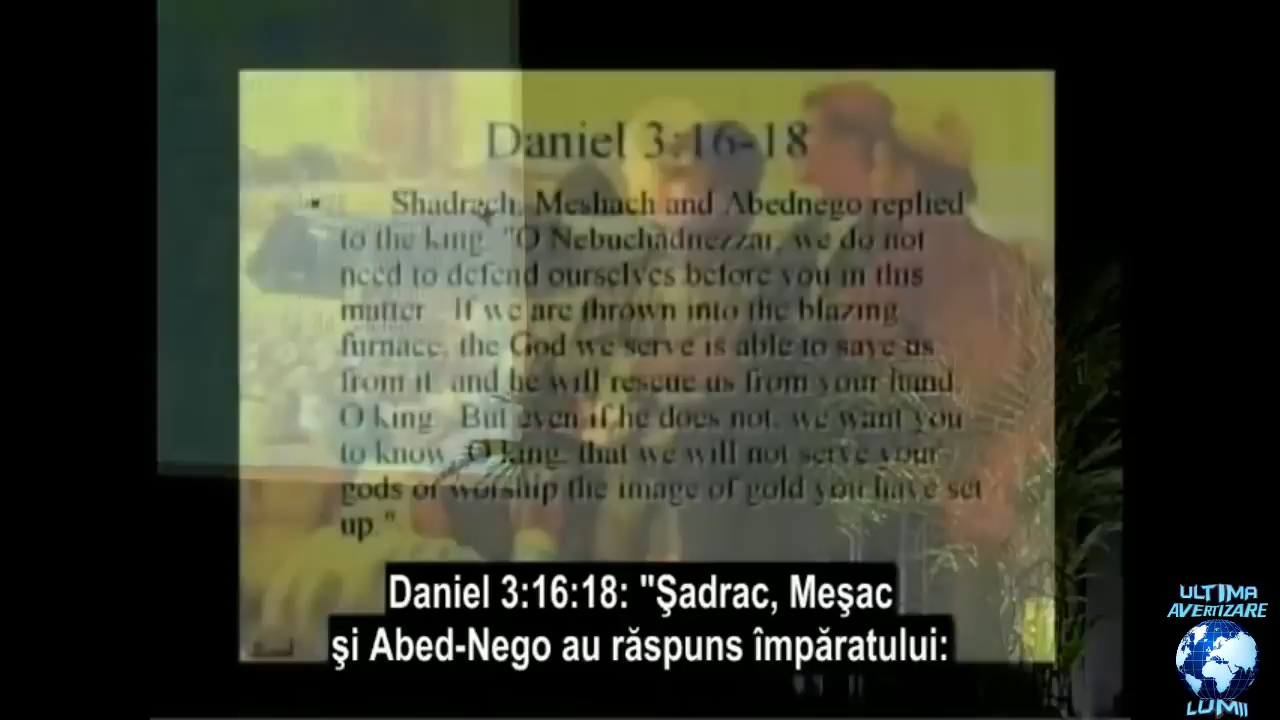 Daniel 3:16-18
Shadrach, Meshach and Abednego replied
to the king, "O Nebuchadnezzar, we do not
need to defend ourselves before you in this
matter. If we are thrown into the blazing
furnace, the God we serve is able to save us
from it, and he will rescue us from your hand,
O king. But even if he does not, we want you
to know, O king, that we will not serve your
gods or worship the image of gold you have set
up."
Daniel 3:16:18: "Şadrac, Meşac
şi Abed-Nego au răspuns împăratului:
ULTIMA
AVERTIZARE
LUMII